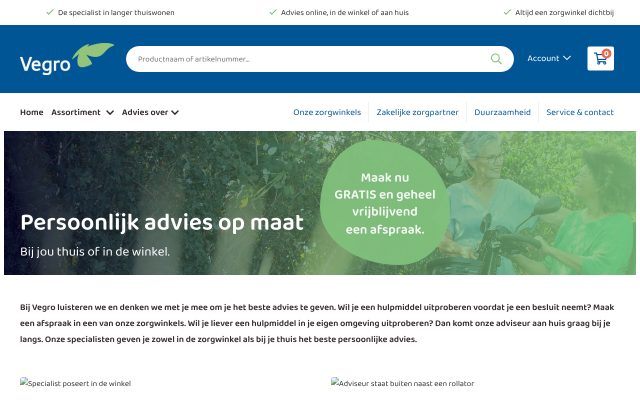 De specialist in langer thuiswonen
Advies online, in de winkel of aan huis
Altijd een zorgwinkel dichtbij
Vegro
Productnaam of artikelnummer...
Account
0
Home
Assortiment
Advies over
Onze zorgwinkels
Zakelijke zorgpartner
Duurzaamheid
Service & contact
Maak nu
GRATIS en geheel
vrijblijvend
een afspraak.
Persoonlijk advies op maat
Bij jou thuis of in de winkel.
Bij Vegro luisteren we en denken we met je mee om je het beste advies te geven. Wil je een hulpmiddel uitproberen voordat je een besluit neemt? Maak
een afspraak in een van onze zorgwinkels. Wil je liever een hulpmiddel in je eigen omgeving uitproberen? Dan komt onze adviseur aan huis graag bij je
langs. Onze specialisten geven je zowel in de zorgwinkel als bij je thuis het beste persoonlijke advies.
Specialist poseert in de winkel
Adviseur staat buiten naast een rollator